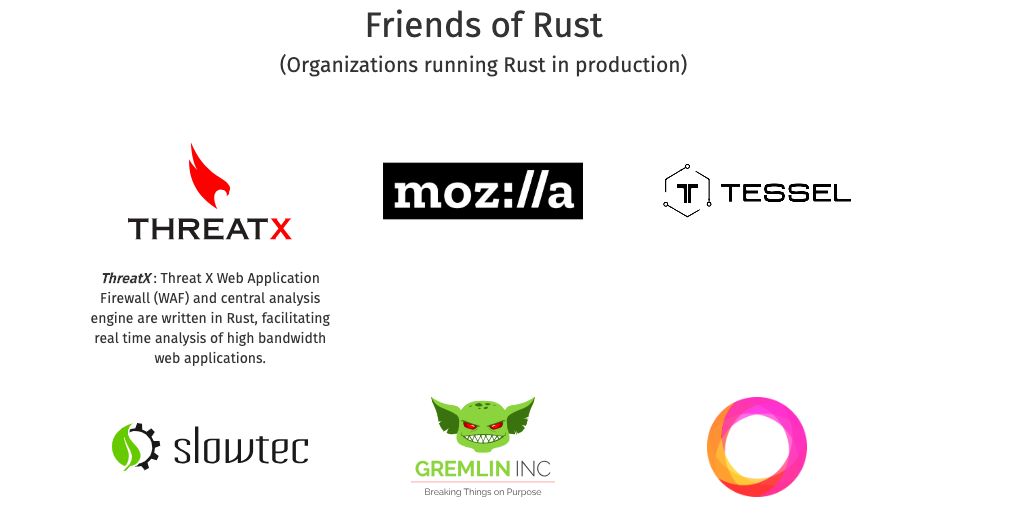 Friends of Rust
(Organizations running Rust in production)
THREATX
moz://a
T TESSEL
ThreatX : Threat X Web Application
Firewall (WAF) and central analysis
engine are written in Rust, facilitating
real time analysis of high bandwidth
web applications.
slowtec
GREMLIN INC
Breaking Things on Purpose